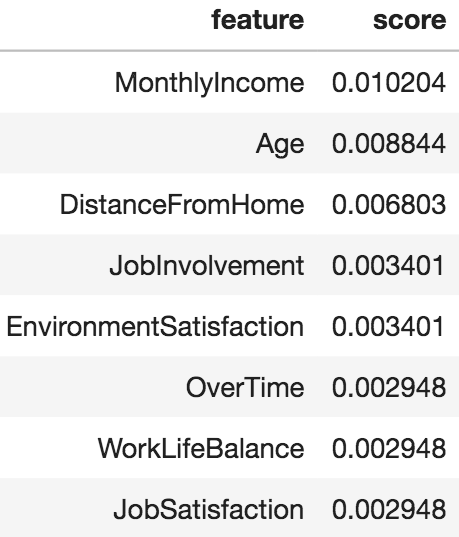 feature score
MonthlyIncome 0.010204
Age 0.008844
DistanceFromHome 0.006803
JobInvolvement 0.003401
EnvironmentSatisfaction 0.003401
OverTime 0.002948
WorkLifeBalance 0.002948
JobSatisfaction 0.002948